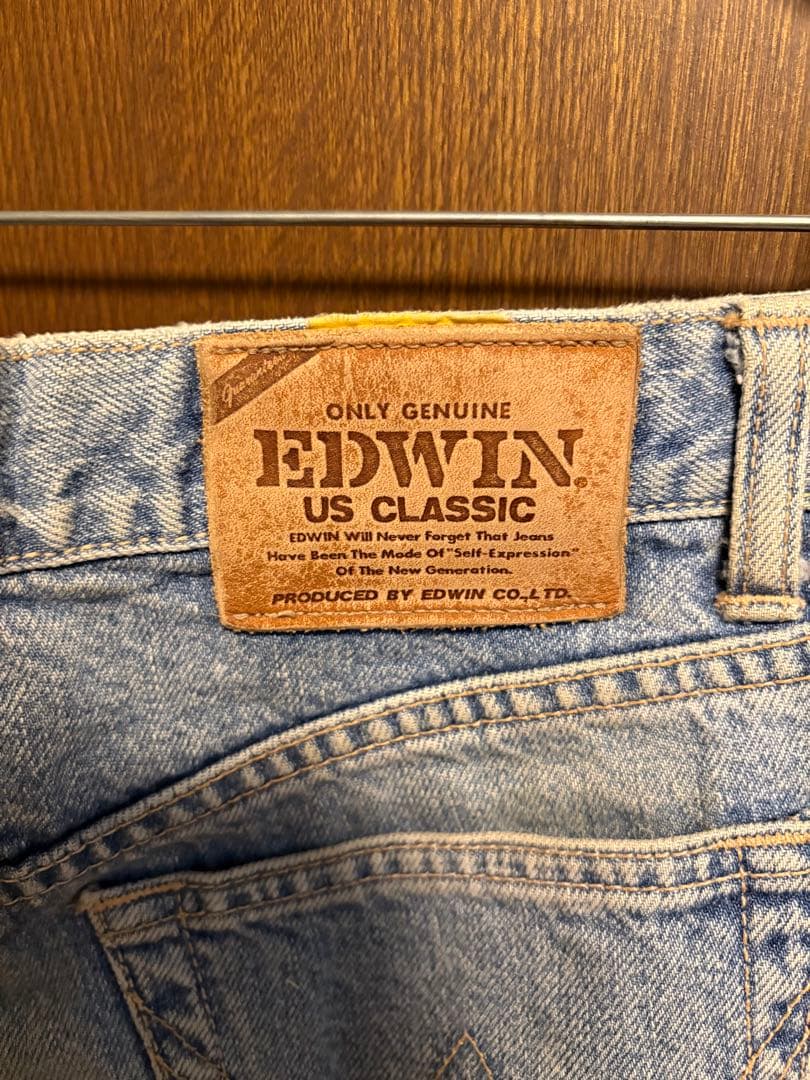 ONLY GENUINE
EDWIN.
US CLASSIC
EDWIN Will Never Forget That Jeans
Have Been The Mode Of "Self-Expression"
Of The New Generation.
PRODUCED BY EDWIN CO.,LTD.